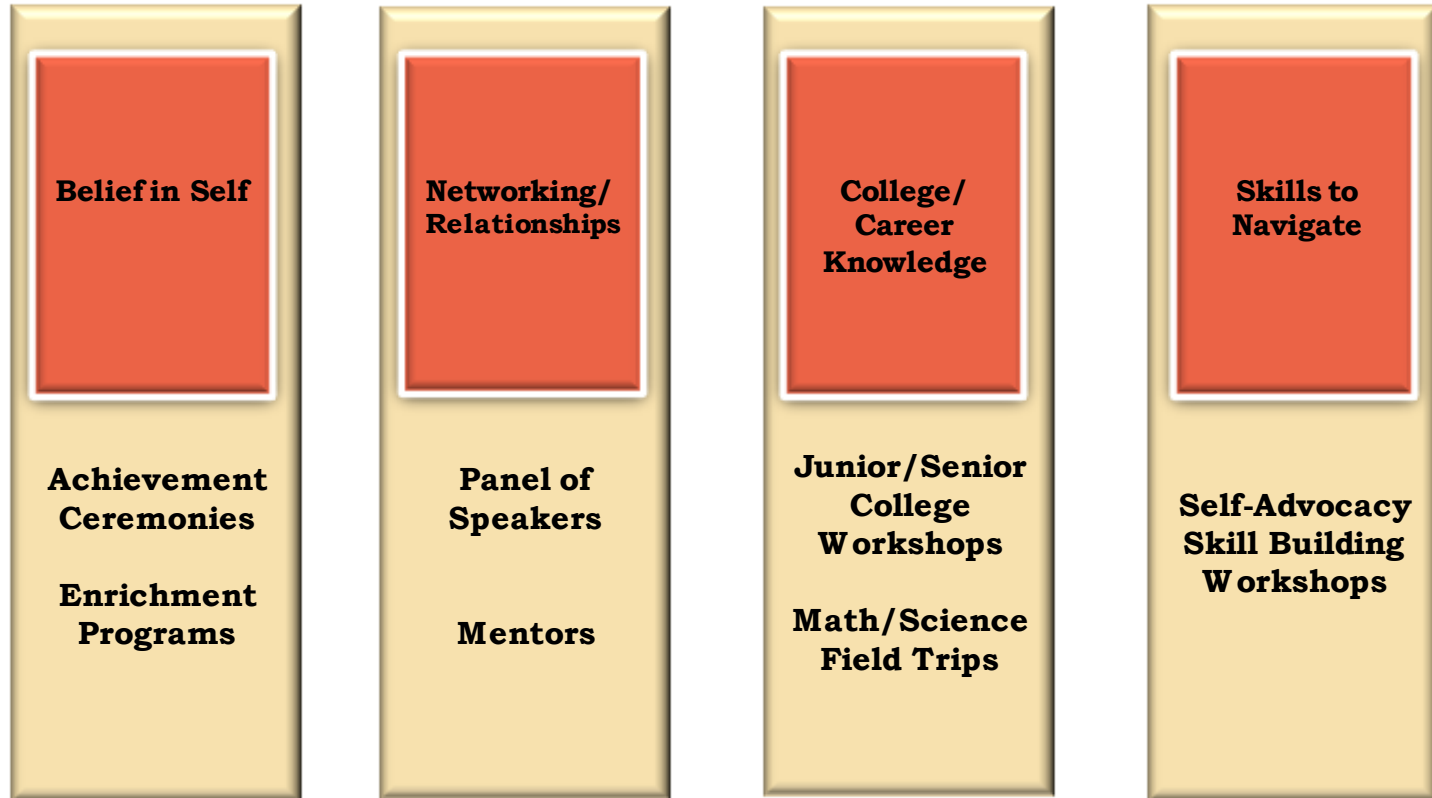 Belief in Self
Achievement
Ceremonies
Enrichment
Programs
Networking/
Relationships
Panel of
Speakers
Mentors
College/
Career
Knowledge
Junior/Senior
College
Workshops
Math/Science
Field Trips
Skills to
Navigate
Self-Advocacy
Skill Building
Workshops